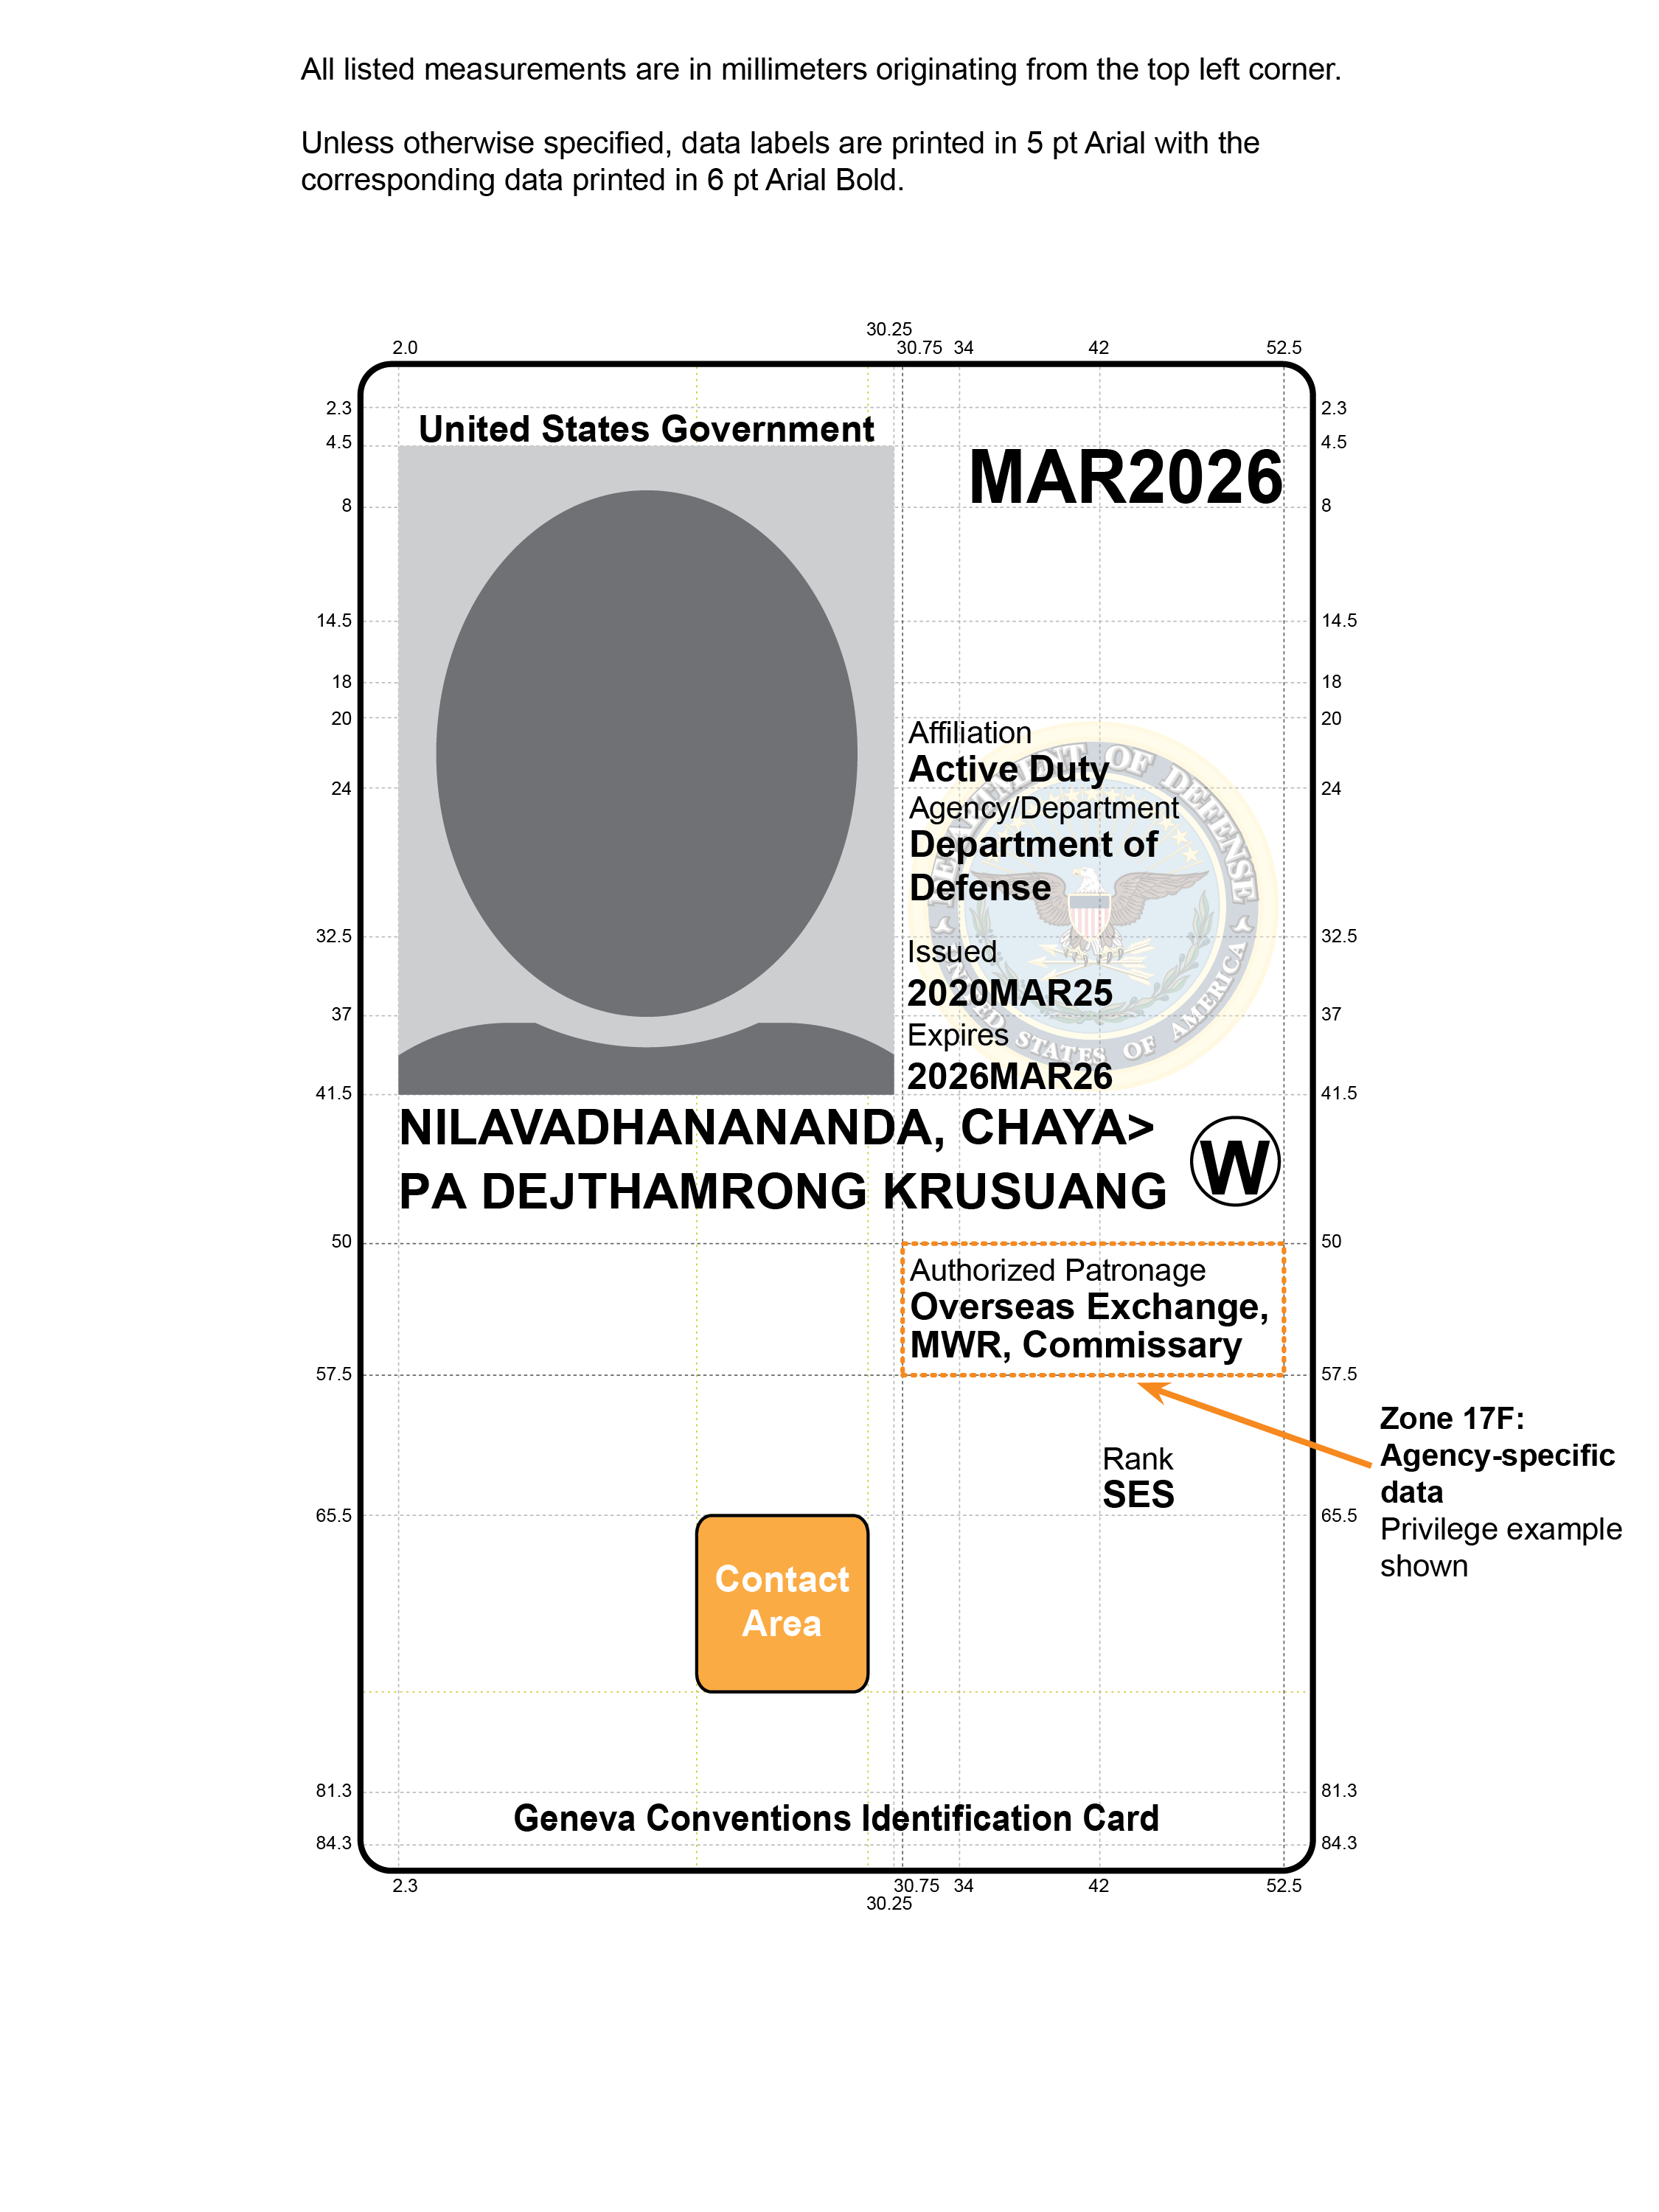 All listed measurements are in millimeters originating from the top left corner.
Unless otherwise specified, data labels are printed in 5 pt Arial with the
corresponding data printed in 6 pt Arial Bold.
30.25
2.0
30.75
34
42
52.5
2.3
2.3
United States Government
4.5
4.5
MAR2026
8
8
14.5
14.5
18
18
20
20
Affiliation
Active Duty
24
24
Agency/Department
Department of
Defense
DEPARTMENT OF DEFENSE
UNITED STATES OF AMERICA
32.5
32.5
Issued
2020MAR25
37
37
Expires
2026MAR26
41.5
41.5
NILAVADHANANANDA, CHAYA>
PA DEJTHAMRONG KRUSUANG
W
50
50
Authorized Patronage
Overseas Exchange,
MWR, Commissary
57.5
57.5
Zone 17F:
Agency-specific
data
Privilege example
shown
Rank
SES
65.5
65.5
Contact
Area
81.3
81.3
Geneva Conventions Identification Card
84.3
84.3
2.3
30.75
34
42
52.5
30.25